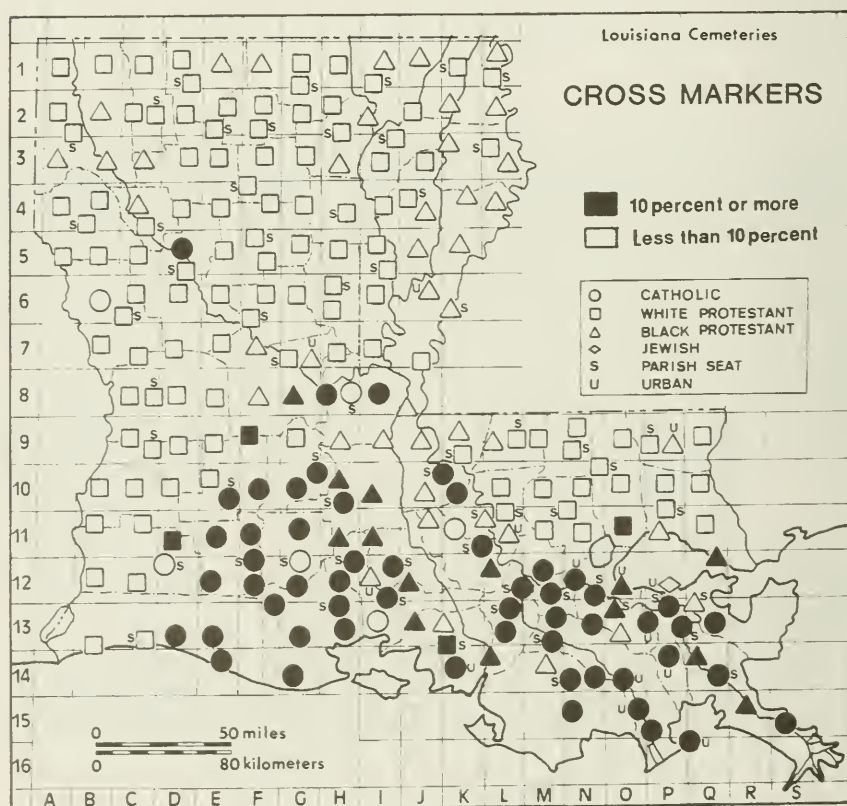 Louisiana Cemeteries
CROSS MARKERS
10 percent or more
Less than 10 percent
CATHOLIC
WHITE PROTESTANT
BLACK PROTESTANT
JEWISH
S PARISH SEAT
U URBAN
1
2
3
4
5
6
7
8
9
10
11
12
13
14
15
16
0 50 miles
0 80 kilometers
A B C D E F G H I J K L M N O P Q R S